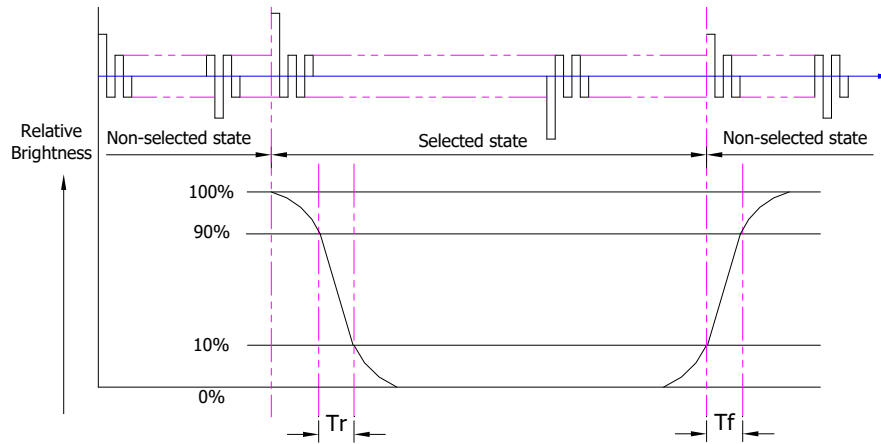 Relative
Brightness
Non-selected state
Selected state
Non-selected state
100%
90%
10%
0%
Tr
Tf